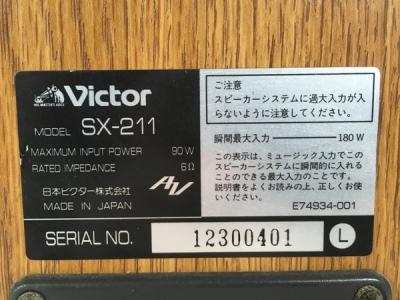 HIS MASTER'S VOICE
Victor
MODEL SX-211
MAXIMUM INPUT POWER 90W
RATED IMPEDANCE 6Ω
日本ビクター株式会社
MADE IN JAPAN
AV
ご注意
スピーカーシステムに過大入力が入
らないように注意してください。
瞬間最大入力 180W
この表示は、ミュージック入力でこの
スピーカーシステムに瞬間的に入れる
ことのできる最大入力のことです。
説明書をよくお読みの上、正しくお使
いください。
E74934-001
SERIAL NO. 12300401 L